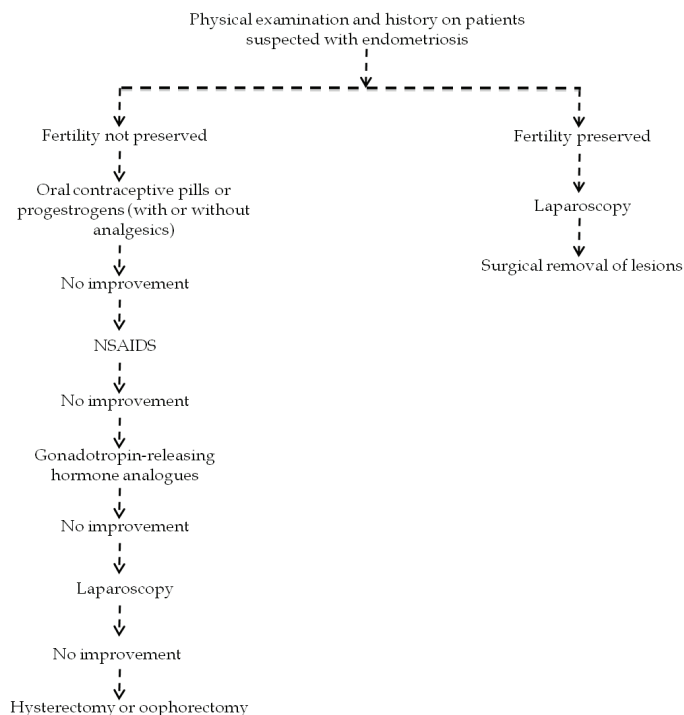 Physical examination and history on patients
suspected with endometriosis
Fertility not preserved
Fertility preserved
Oral contraceptive pills or
progestrogens (with or without
analgesics)
Laparoscopy
Surgical removal of lesions
No improvement
NSAIDS
No improvement
Gonadotropin-releasing
hormone analogues
No improvement
Laparoscopy
No improvement
Hysterectomy or oophorectomy